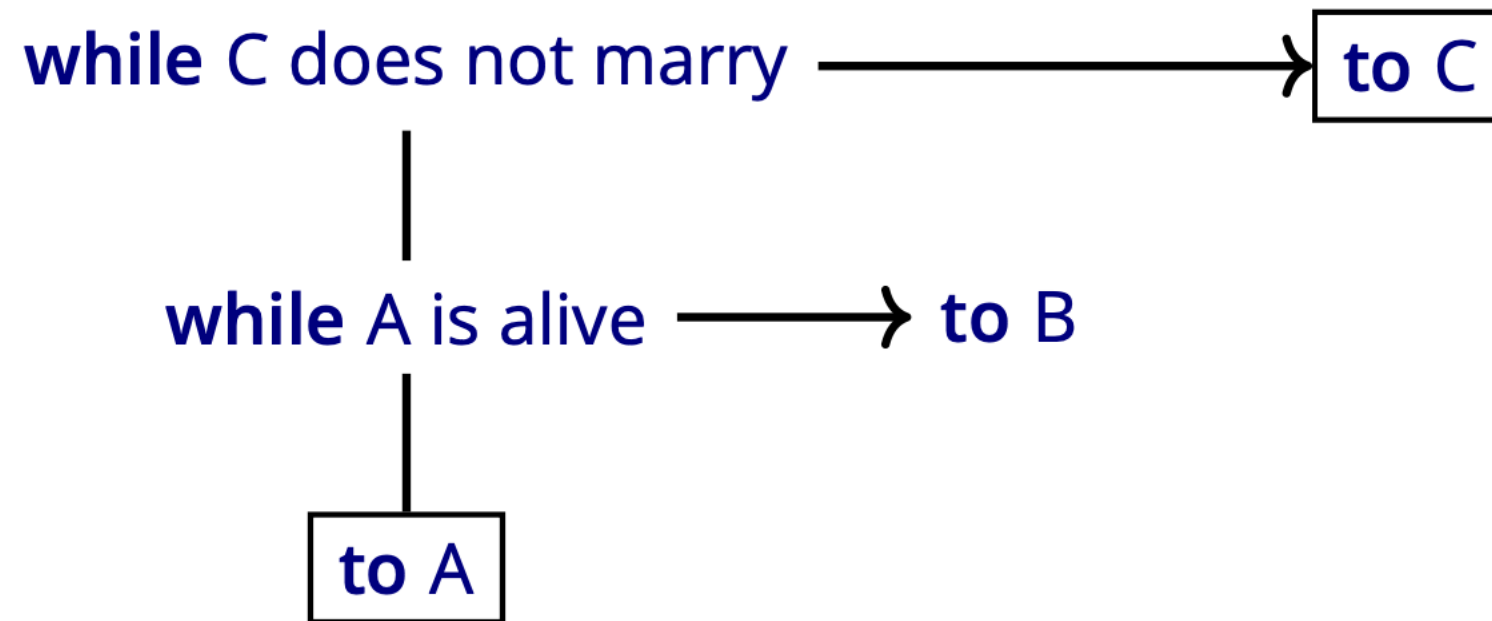 while C does not marry
to C
while A is alive
to B
to A